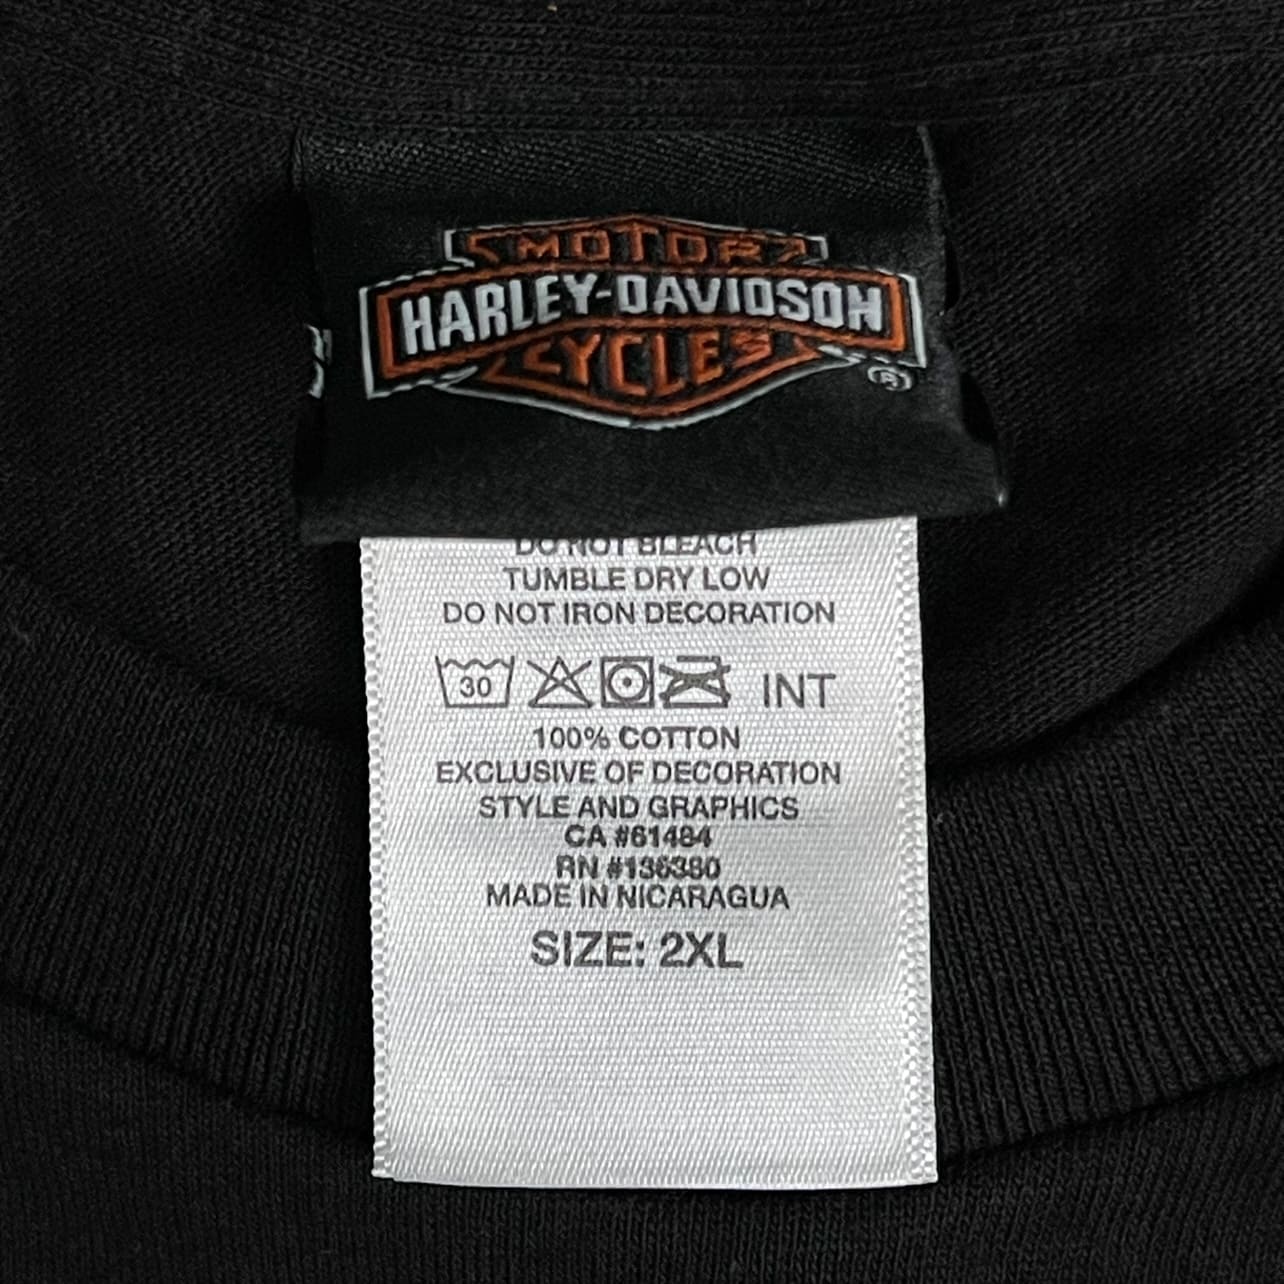 MOTOR
HARLEY-DAVIDSON
CYCLES
®
DO NOT BLEACH
TUMBLE DRY LOW
DO NOT IRON DECORATION
30 INT
100% COTTON
EXCLUSIVE OF DECORATION
STYLE AND GRAPHICS
CA #61484
RN #136380
MADE IN NICARAGUA
SIZE: 2XL